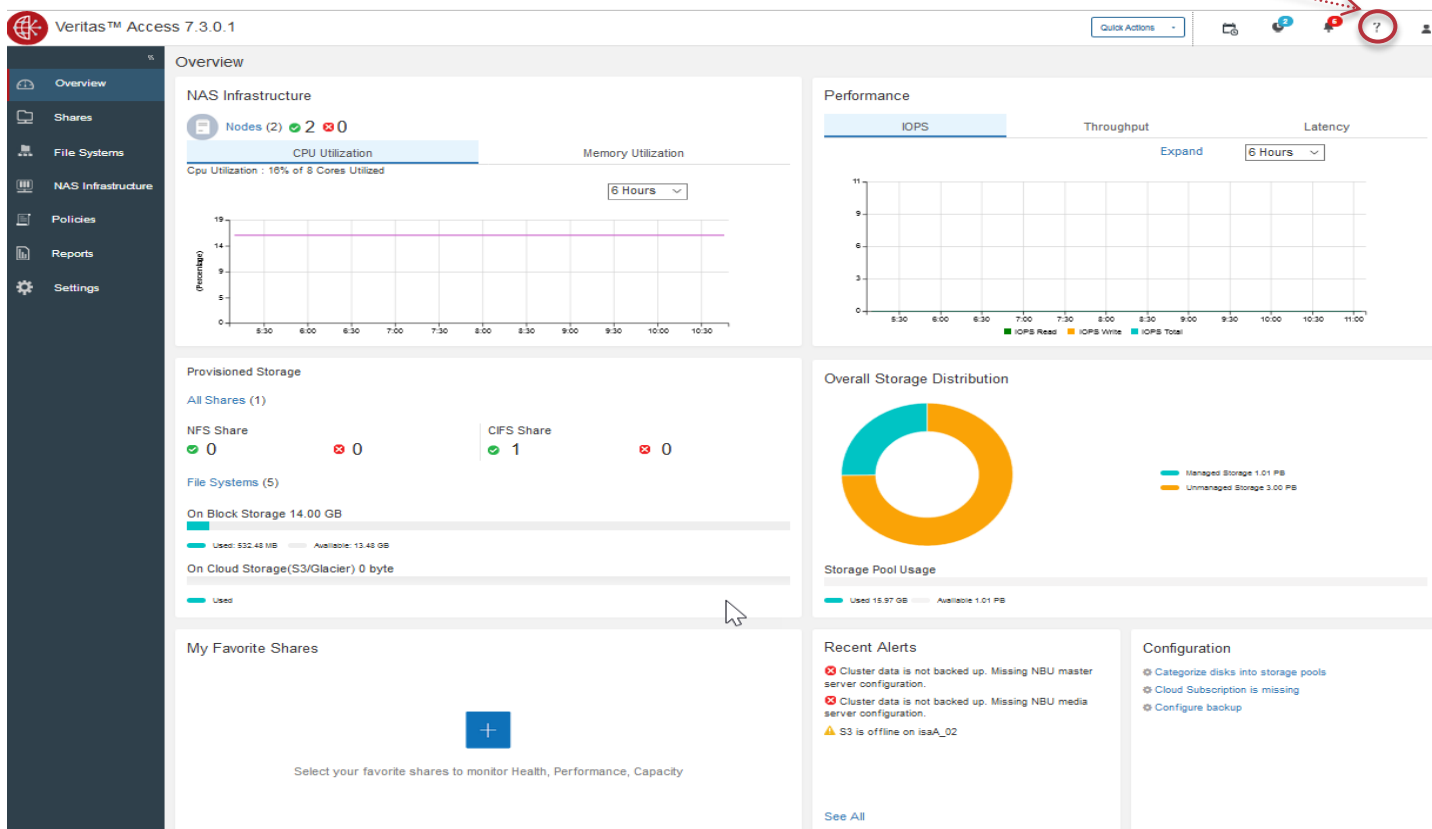 Veritas™ Access 7.3.0.1
Quick Actions
2
6
?
«
Overview
Shares
File Systems
NAS Infrastructure
Policies
Reports
Settings
Overview
NAS Infrastructure
Nodes (2) 2 0
CPU Utilization Memory Utilization
Cpu Utilization : 16% of 8 Cores Utilized
6 Hours
(Percentage)
19
14
9
5
0
5:30 6:00 6:30 7:00 7:30 8:00 8:30 9:00 9:30 10:00 10:30
Performance
IOPS Throughput Latency
Expand 6 Hours
11
9
6
3
0
5:30 6:00 6:30 7:00 7:30 8:00 8:30 9:00 9:30 10:00 10:30 11:00
IOPS Read IOPS Write IOPS Total
Provisioned Storage
All Shares (1)
NFS Share CIFS Share
0 0 1 0
File Systems (5)
On Block Storage 14.00 GB
Used: 532.48 MB Available: 13.48 GB
On Cloud Storage(S3/Glacier) 0 byte
Used
Overall Storage Distribution
Managed Storage 1.01 PB
Unmanaged Storage 3.00 PB
Storage Pool Usage
Used 15.97 GB Available 1.01 PB
My Favorite Shares
+
Select your favorite shares to monitor Health, Performance, Capacity
Recent Alerts
Cluster data is not backed up. Missing NBU master
server configuration.
Cluster data is not backed up. Missing NBU media
server configuration.
S3 is offline on isaA_02
See All
Configuration
Categorize disks into storage pools
Cloud Subscription is missing
Configure backup